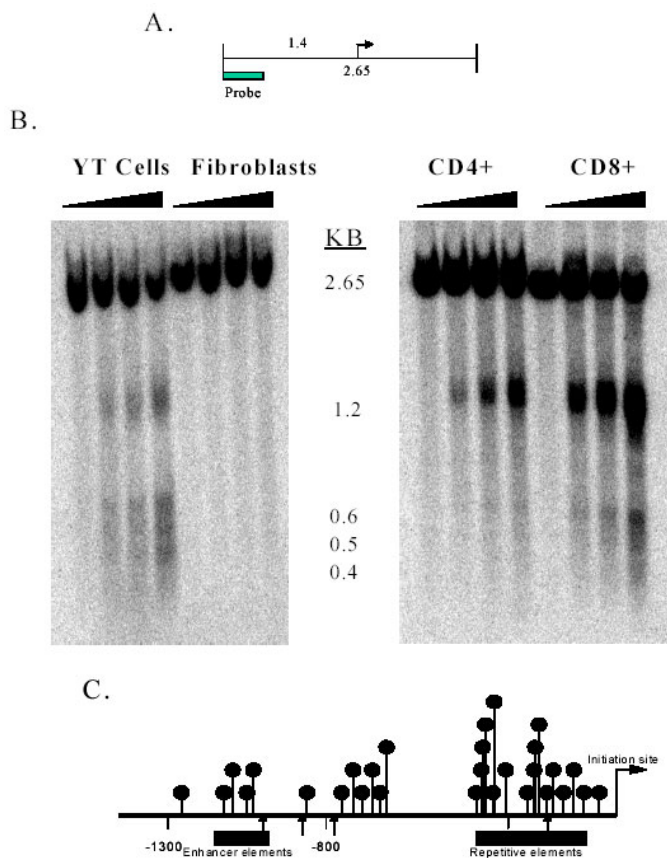 A.
1.4
2.65
Probe
B.
YT Cells Fibroblasts CD4+ CD8+
KB
2.65
1.2
0.6
0.5
0.4
C.
Initiation site
-1300 Enhancer elements -800 Repetitive elements